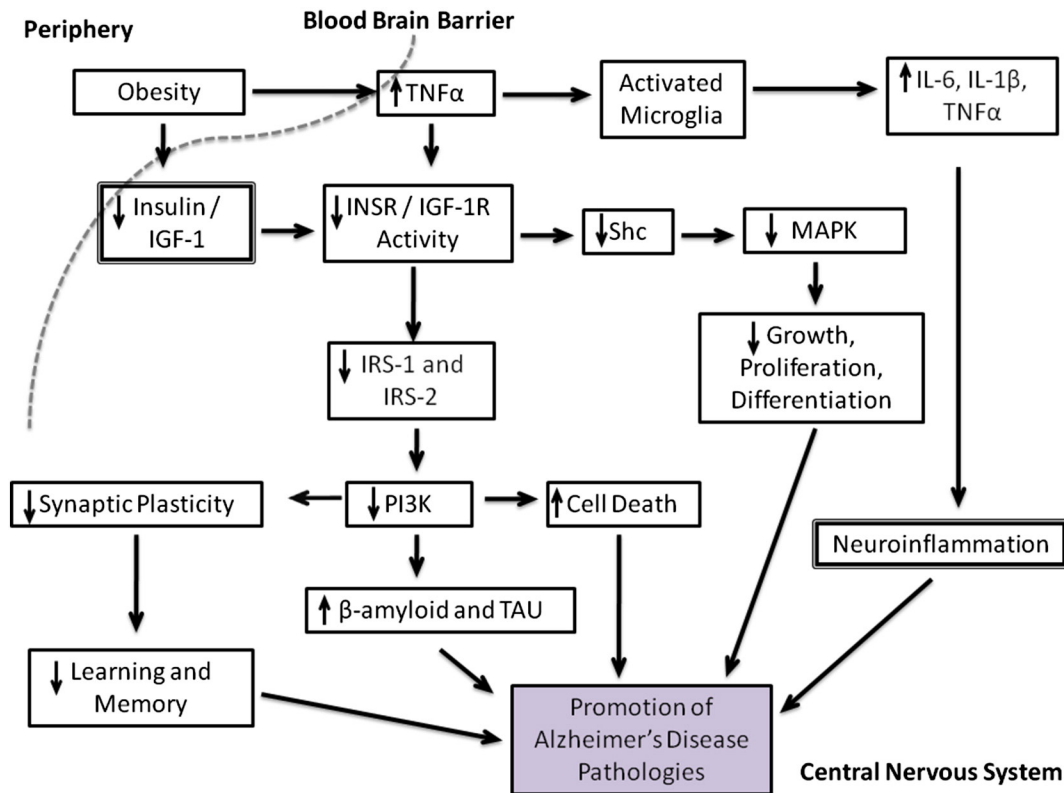 Periphery
Blood Brain Barrier
Obesity
↑ TNFα
Activated
Microglia
↑ IL-6, IL-1β,
TNFα
↓ Insulin /
IGF-1
↓ INSR / IGF-1R
Activity
↓ Shc
↓ MAPK
↓ IRS-1 and
IRS-2
↓ Growth,
Proliferation,
Differentiation
↓ Synaptic Plasticity
↓ PI3K
↑ Cell Death
Neuroinflammation
↑ β-amyloid and TAU
↓ Learning and
Memory
Promotion of
Alzheimer’s Disease
Pathologies
Central Nervous System